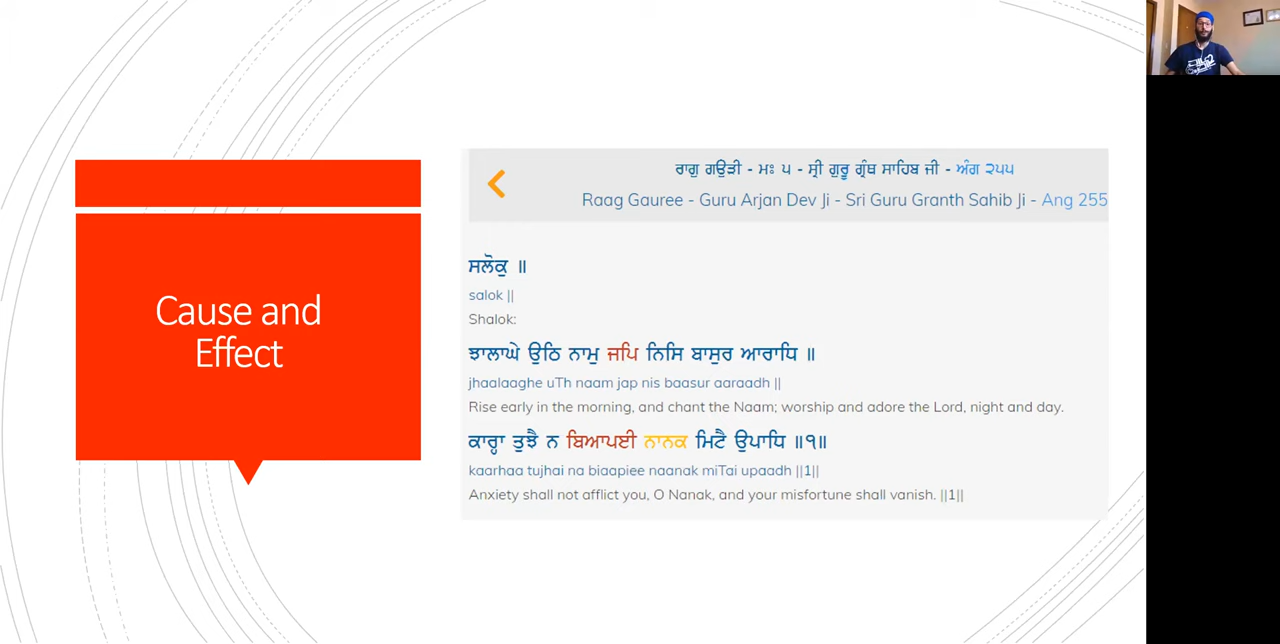 Cause and
Effect
ਰਾਗੁ ਗਉੜੀ - ਮਃ ੫ - ਸ੍ਰੀ ਗੁਰੂ ਗ੍ਰੰਥ ਸਾਹਿਬ ਜੀ - ਅੰਗ ੨੫੫
Raag Gauree - Guru Arjan Dev Ji - Sri Guru Granth Sahib Ji - Ang 255
ਸਲੋਕੁ ॥
salok ||
Shalok:
ਝਾਲਾਘੇ ਉਠਿ ਨਾਮੁ ਜਪਿ ਨਿਸਿ ਬਾਸੁਰ ਆਰਾਧਿ ॥
jhaalaaghe uTh naam jap nis baasur aaraadh ||
Rise early in the morning, and chant the Naam; worship and adore the Lord, night and day.
ਕਾਰ੍ਹਾ ਤੁਝੈ ਨ ਬਿਆਪਈ ਨਾਨਕ ਮਿਟੈ ਉਪਾਧਿ ॥੧॥
kaarhaa tujhai na biaapiee naanak miTai upaadh ||1||
Anxiety shall not afflict you, O Nanak, and your misfortune shall vanish. ||1||